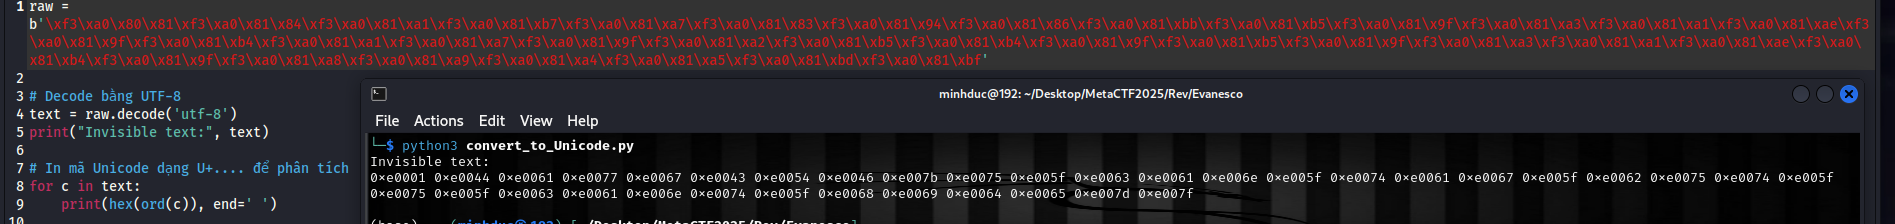 1 raw =
b'\xf3\xa0\x80\x81\xf3\xa0\x81\x84\xf3\xa0\x81\xa1\xf3\xa0\x81\xb7\xf3\xa0\x81\xa7\xf3\xa0\x81\x83\xf3\xa0\x81\x94\xf3\xa0\x81\x86\xf3\xa0\x81\xbb\xf3\xa0\x81\xb5\xf3\xa0\x81\x9f\xf3\xa0\x81\xa3\xf3\xa0\x81\xa1\xf3\xa0\x81\xae\xf3
\xa0\x81\x9f\xf3\xa0\x81\xb4\xf3\xa0\x81\xa1\xf3\xa0\x81\xa7\xf3\xa0\x81\x9f\xf3\xa0\x81\xa2\xf3\xa0\x81\xb5\xf3\xa0\x81\xb4\xf3\xa0\x81\x9f\xf3\xa0\x81\xb5\xf3\xa0\x81\x9f\xf3\xa0\x81\xa3\xf3\xa0\x81\xa1\xf3\xa0\x81\xae\xf3\xa0
\x81\xb4\xf3\xa0\x81\x9f\xf3\xa0\x81\xa8\xf3\xa0\x81\xa9\xf3\xa0\x81\xa4\xf3\xa0\x81\xa5\xf3\xa0\x81\xbd\xf3\xa0\x81\xbf'
2
3 # Decode bằng UTF-8
4 text = raw.decode('utf-8')
5 print("Invisible text:", text)
6
7 # In mã Unicode dạng U+.... để phân tích
8 for c in text:
9 print(hex(ord(c)), end=' ')
10
minhduc@192: ~/Desktop/MetaCTF2025/Rev/Evanesco
File Actions Edit View Help
└─$ python3 convert_to_Unicode.py
Invisible text:
0xe0001 0xe0044 0xe0061 0xe0077 0xe0067 0xe0043 0xe0054 0xe0046 0xe007b 0xe0075 0xe005f 0xe0063 0xe0061 0xe006e 0xe005f 0xe0074 0xe0061 0xe0067 0xe005f 0xe0062 0xe0075 0xe0074 0xe005f
0xe0075 0xe005f 0xe0063 0xe0061 0xe006e 0xe0074 0xe005f 0xe0068 0xe0069 0xe0064 0xe0065 0xe007d 0xe007f